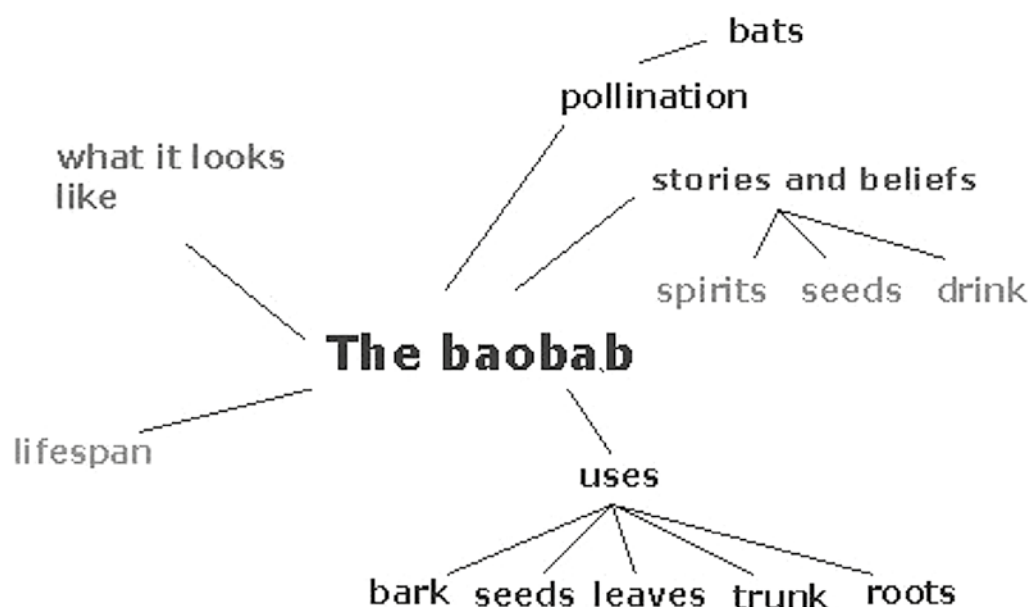 bats
pollination
what it looks
like
stories and beliefs
spirits seeds drink
The baobab
lifespan
uses
bark seeds leaves trunk roots